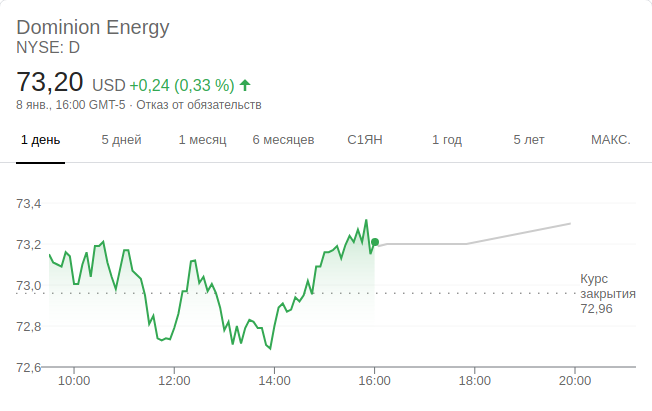 Dominion Energy
NYSE: D
73,20 USD +0,24 (0,33 %)
8 янв., 16:00 GMT-5 · Отказ от обязательств
1 день 5 дней 1 месяц 6 месяцев С1ЯН 1 год 5 лет МАКС.
73,4
73,2
73,0
72,8
72,6
Курс
закрытия
72,96
10:00 12:00 14:00 16:00 18:00 20:00